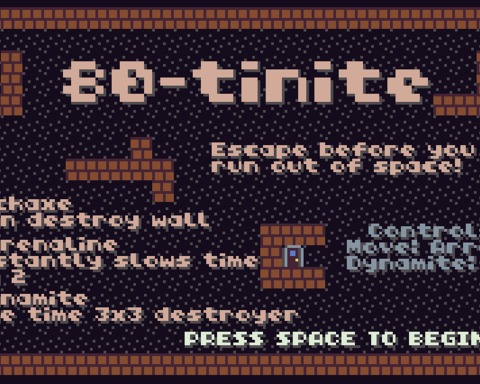 80-tinite
Escape before you
run out of space!
ckaxe
n destroy wall
renaline
stantly slows time
2
namite
e time 3x3 destroyer
Control
Move! Arr
Dynamite!
PRESS SPACE TO BEGIN